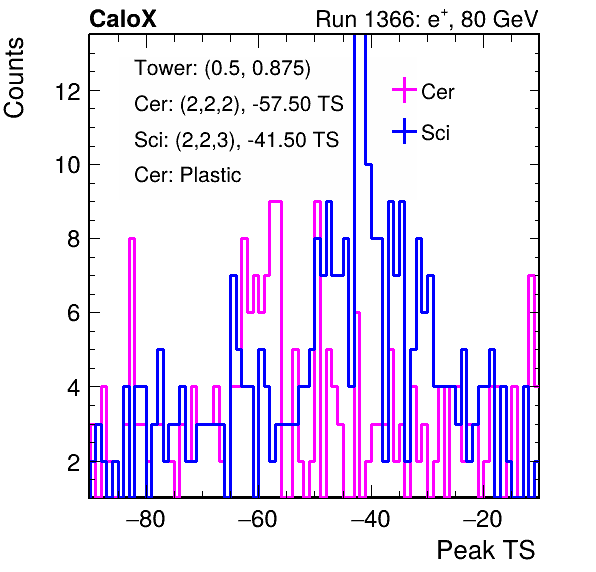 CaloX Run 1366: e⁺, 80 GeV
Counts
Tower: (0.5, 0.875)
Cer: (2,2,2), -57.50 TS
Sci: (2,2,3), -41.50 TS
Cer: Plastic
Cer
Sci
12
10
8
6
4
2
−80 −60 −40 −20
Peak TS